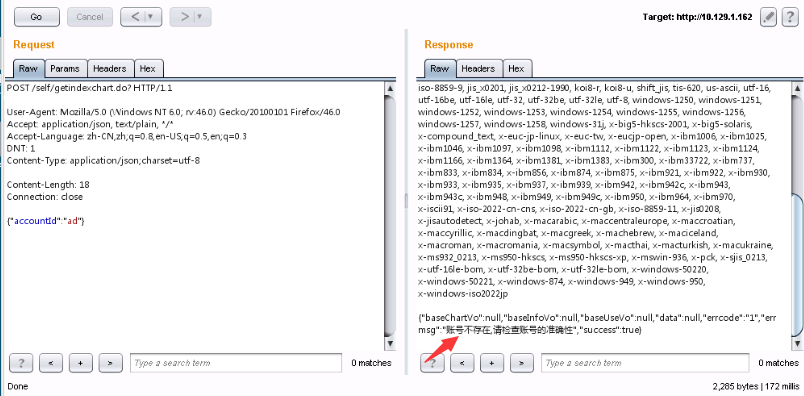 Go Cancel < > Target: http://10.129.1.162 ?
Request
Raw Params Headers Hex
POST /self/getindexchart.do? HTTP/1.1
User-Agent: Mozilla/5.0 (Windows NT 6.0; rv:46.0) Gecko/20100101 Firefox/46.0
Accept: application/json, text/plain, */*
Accept-Language: zh-CN,zh;q=0.8,en-US;q=0.5,en;q=0.3
DNT: 1
Content-Type: application/json;charset=utf-8
Content-Length: 18
Connection: close
{"accountId":"ad"}
? < + > Type a search term 0 matches
Response
Raw Headers Hex
iso-8859-9, jis_x0201, jis_x0212-1990, koi8-r, koi8-u, shift_jis, tis-620, us-ascii, utf-16,
utf-16be, utf-16le, utf-32, utf-32be, utf-32le, utf-8, windows-1250, windows-1251,
windows-1252, windows-1253, windows-1254, windows-1255, windows-1256,
windows-1257, windows-1258, windows-31j, x-big5-hkscs-2001, x-big5-solaris,
x-compound_text, x-euc-jp-linux, x-euc-tw, x-eucjp-open, x-ibm1006, x-ibm1025,
x-ibm1046, x-ibm1097, x-ibm1098, x-ibm1112, x-ibm1122, x-ibm1123, x-ibm1124,
x-ibm1166, x-ibm1364, x-ibm1381, x-ibm1383, x-ibm300, x-ibm33722, x-ibm737,
x-ibm833, x-ibm834, x-ibm856, x-ibm874, x-ibm875, x-ibm921, x-ibm922, x-ibm930,
x-ibm933, x-ibm935, x-ibm937, x-ibm939, x-ibm942, x-ibm942c, x-ibm943,
x-ibm943c, x-ibm948, x-ibm949, x-ibm949c, x-ibm950, x-ibm964, x-ibm970,
x-iscii91, x-iso-2022-cn-cns, x-iso-2022-cn-gb, x-iso-8859-11, x-jis0208,
x-jisautodetect, x-johab, x-macarabic, x-maccentraleurope, x-maccroatian,
x-maccyrillic, x-macdingbat, x-macgreek, x-machebrew, x-maciceland,
x-macroman, x-macromania, x-macsymbol, x-macthai, x-macturkish, x-macukraine,
x-ms932_0213, x-ms950-hkscs, x-ms950-hkscs-xp, x-mswin-936, x-pck, x-sjis_0213,
x-utf-16le-bom, x-utf-32be-bom, x-utf-32le-bom, x-windows-50220,
x-windows-50221, x-windows-874, x-windows-949, x-windows-950,
x-windows-iso2022jp
{"baseChartVo":null,"baseInfoVo":null,"baseUseVo":null,"data":null,"errcode":"1","err
msg":"账号不存在,请检查账号的准确性","success":true}
? < + > Type a search term 0 matches
Done 2,285 bytes | 172 millis